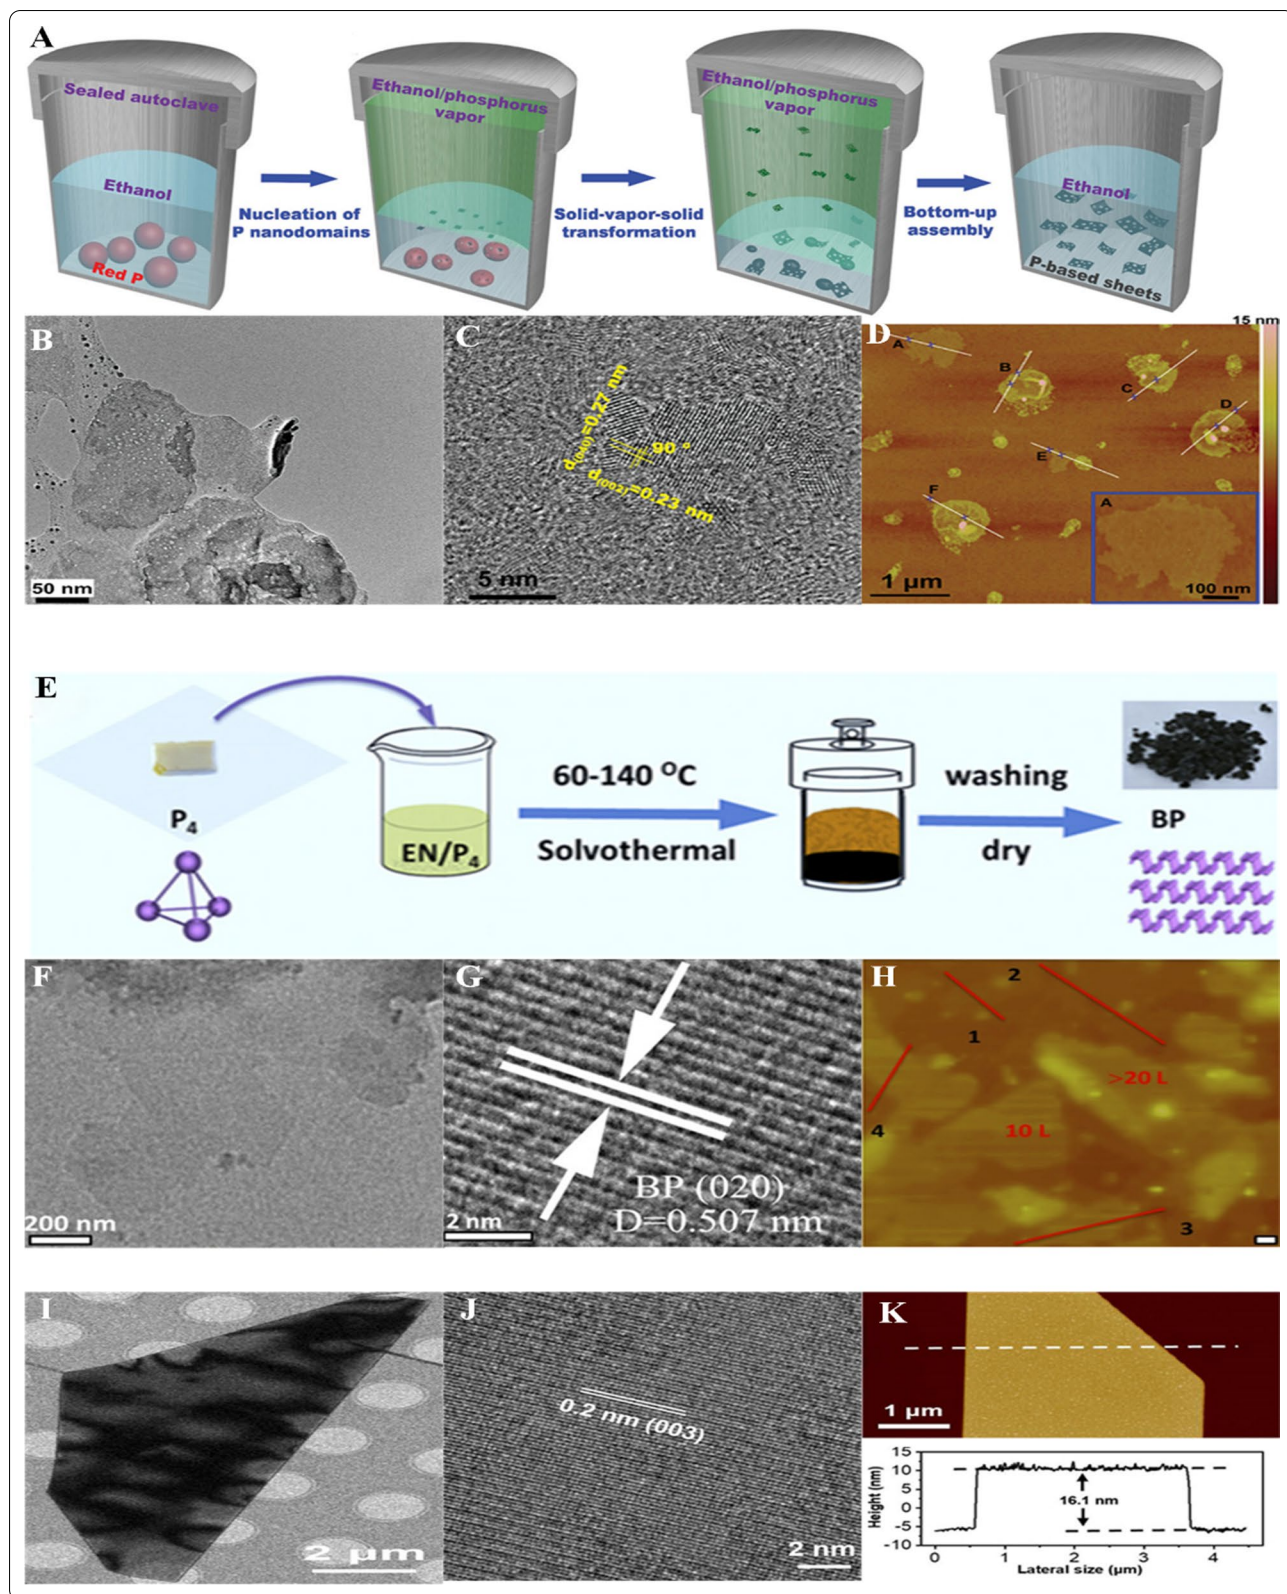 A
Sealed autoclave
Ethanol
Red P
Nucleation of
P nanodomains
Ethanol/phosphorus
vapor
Solid-vapor-solid
transformation
Ethanol/phosphorus
vapor
Bottom-up
assembly
Ethanol
P-based sheets
B
50 nm
C
d(040)=0.27 nm
90 °
d(002)=0.23 nm
5 nm
D
15 nm
A
B
C
D
E
F
A
1 μm
100 nm
E
P4
EN/P4
60-140 OC
Solvothermal
washing
dry
BP
F
200 nm
G
BP (020)
D=0.507 nm
2 nm
H
2
1
>20 L
4
10 L
3
I
2 μm
J
0.2 nm (003)
2 nm
K
1 μm
Height (nm)
15
10
5
0
-5
-10
16.1 nm
0 1 2 3 4
Lateral size (μm)